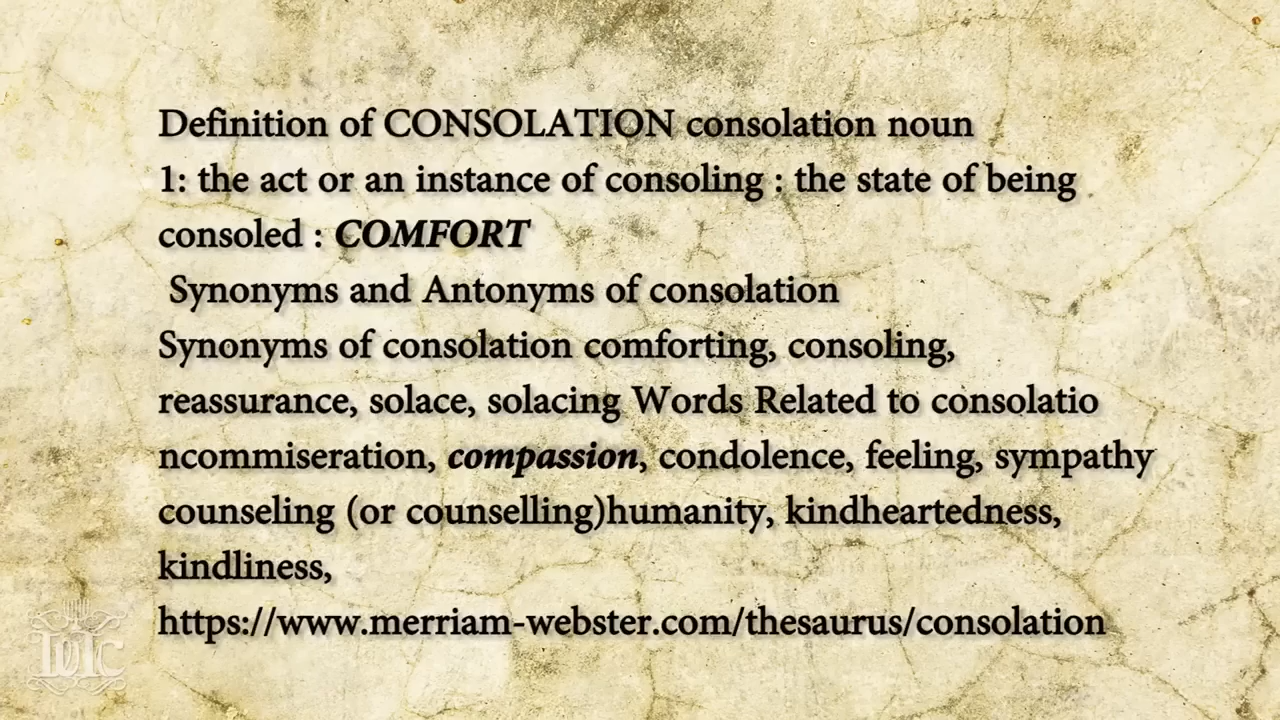 Definition of CONSOLATION consolation noun
1: the act or an instance of consoling : the state of being
consoled : COMFORT
Synonyms and Antonyms of consolation
Synonyms of consolation comforting, consoling,
reassurance, solace, solacing Words Related to consolatio
ncommiseration, compassion, condolence, feeling, sympathy
counseling (or counselling)humanity, kindheartedness,
kindliness,
https://www.merriam-webster.com/thesaurus/consolation
IUIC